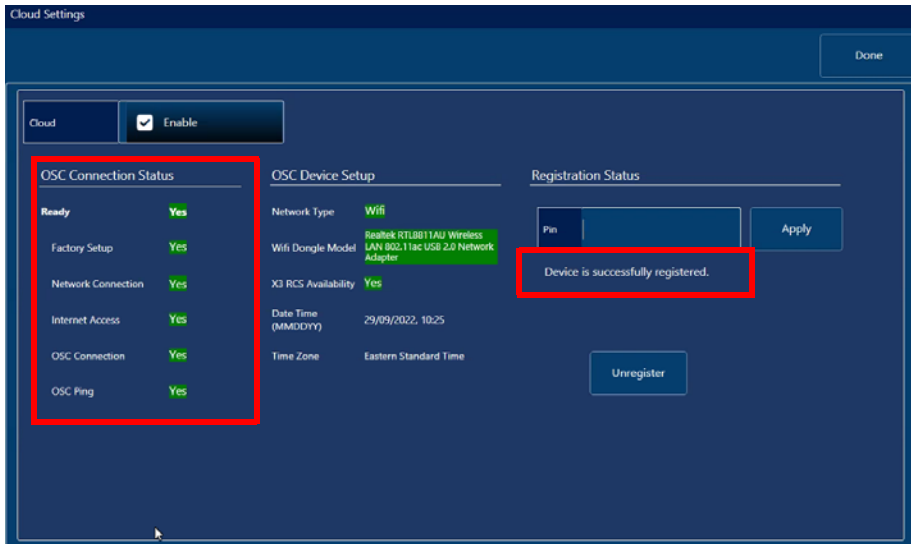 Cloud Settings
Done
Cloud
Enable
OSC Connection Status
Ready Yes
Factory Setup Yes
Network Connection Yes
Internet Access Yes
OSC Connection Yes
OSC Ping Yes
OSC Device Setup
Network Type Wifi
Wifi Dongle Model
Realtek RTL8811AU Wireless
LAN 802.11ac USB 2.0 Network
Adapter
X3 RCS Availability Yes
Date Time
(MMDDYY)
29/09/2022, 10:25
Time Zone Eastern Standard Time
Registration Status
Pin
Apply
Device is successfully registered.
Unregister